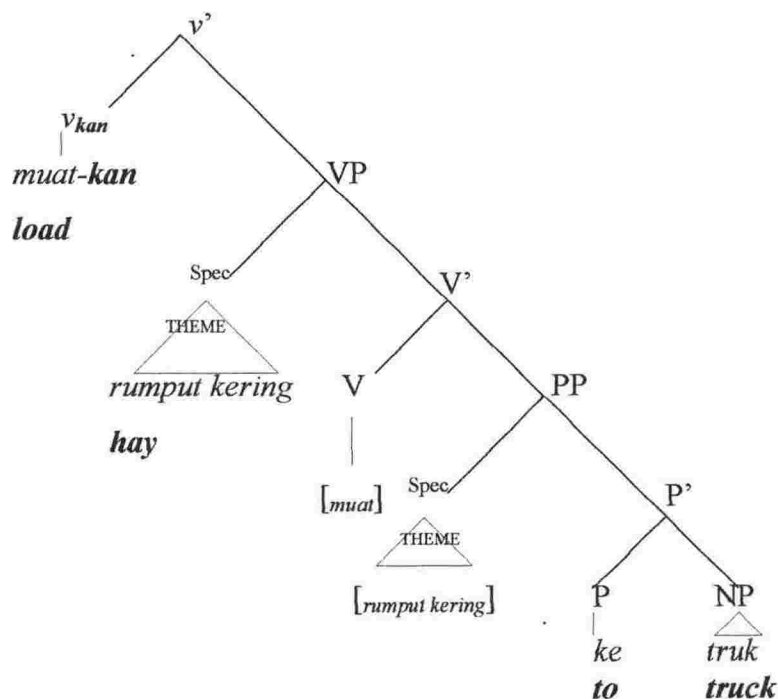 v'
v kan
muat-kan
load
VP
Spec
THEME
rumput kering
hay
V'
V
[muat]
PP
Spec
THEME
[rumput kering]
P'
P
NP
ke truk
to truck